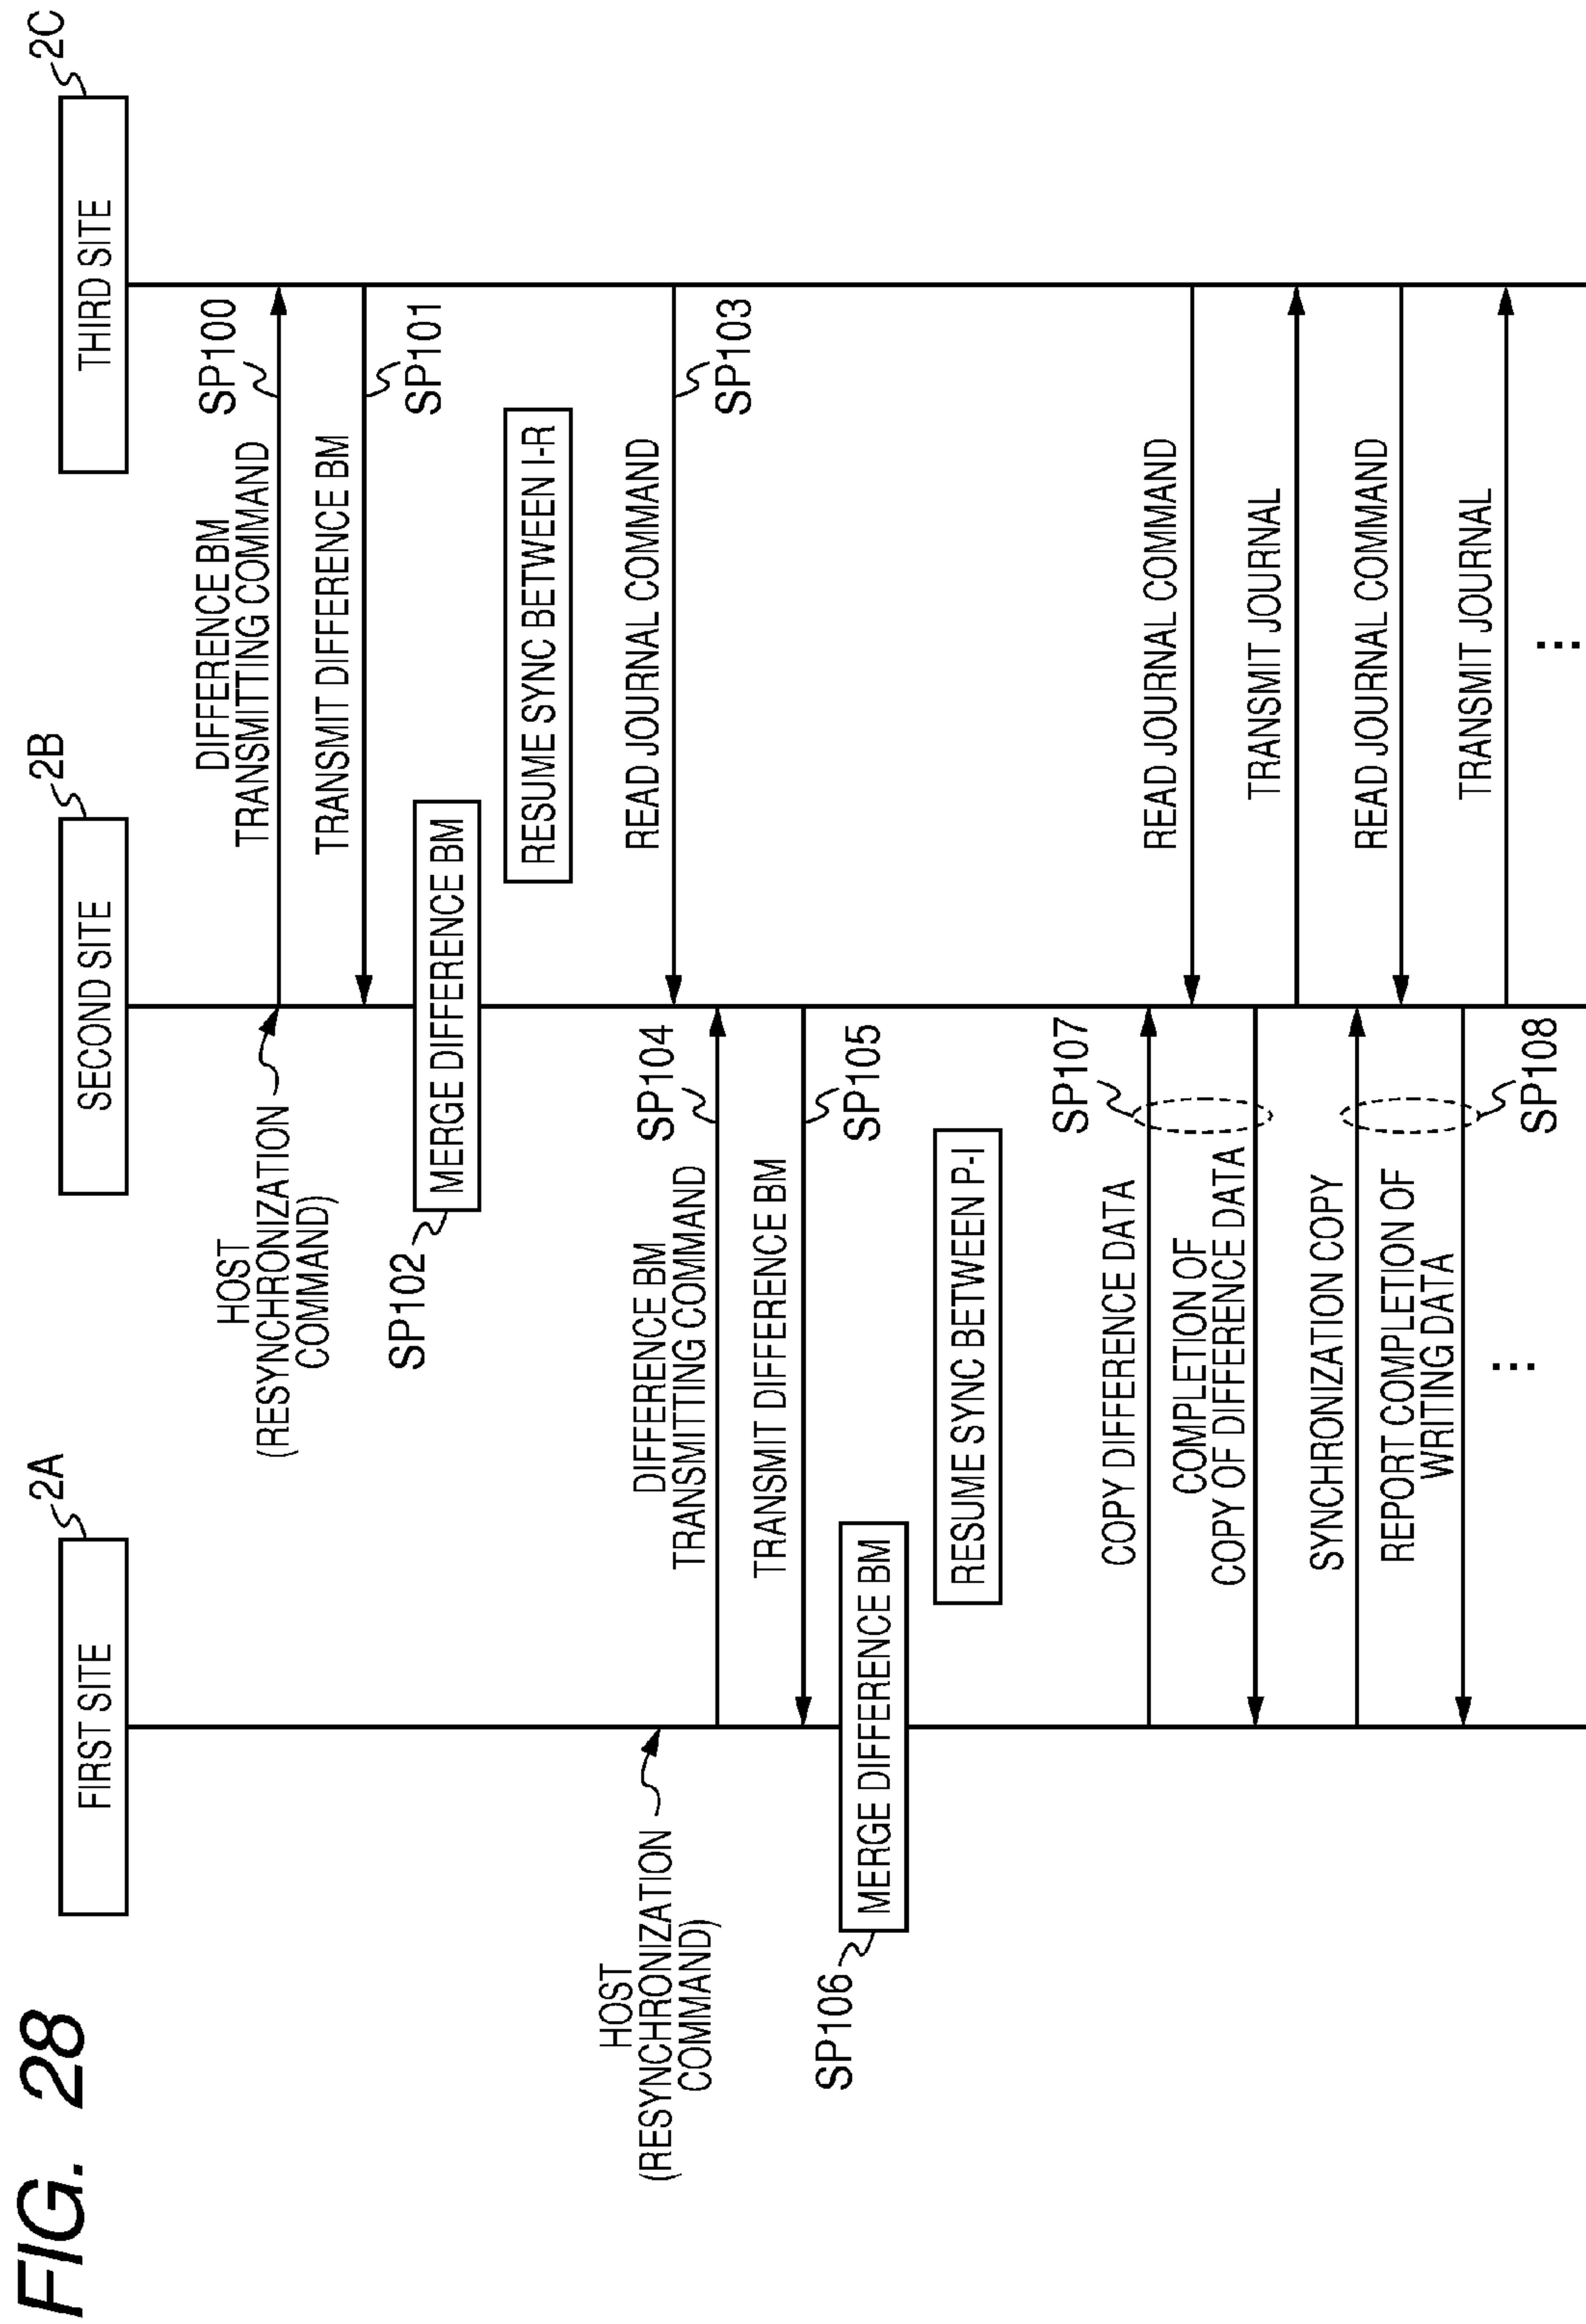 FIG. 28
FIRST SITE
2A
SECOND SITE
2B
THIRD SITE
2C
HOST
(RESYNCHRONIZATION
COMMAND)
DIFFERENCE BM
TRANSMITTING COMMAND
SP100
TRANSMIT DIFFERENCE BM
SP101
SP102
MERGE DIFFERENCE BM
RESUME SYNC BETWEEN I-R
READ JOURNAL COMMAND
SP103
HOST
(RESYNCHRONIZATION
COMMAND)
DIFFERENCE BM
TRANSMITTING COMMAND
SP104
TRANSMIT DIFFERENCE BM
SP105
SP106
MERGE DIFFERENCE BM
RESUME SYNC BETWEEN P-I
COPY DIFFERENCE DATA
SP107
READ JOURNAL COMMAND
COMPLETION OF
COPY OF DIFFERENCE DATA
TRANSMIT JOURNAL
SYNCHRONIZATION COPY
READ JOURNAL COMMAND
REPORT COMPLETION OF
WRITING DATA
SP108
TRANSMIT JOURNAL
...
...